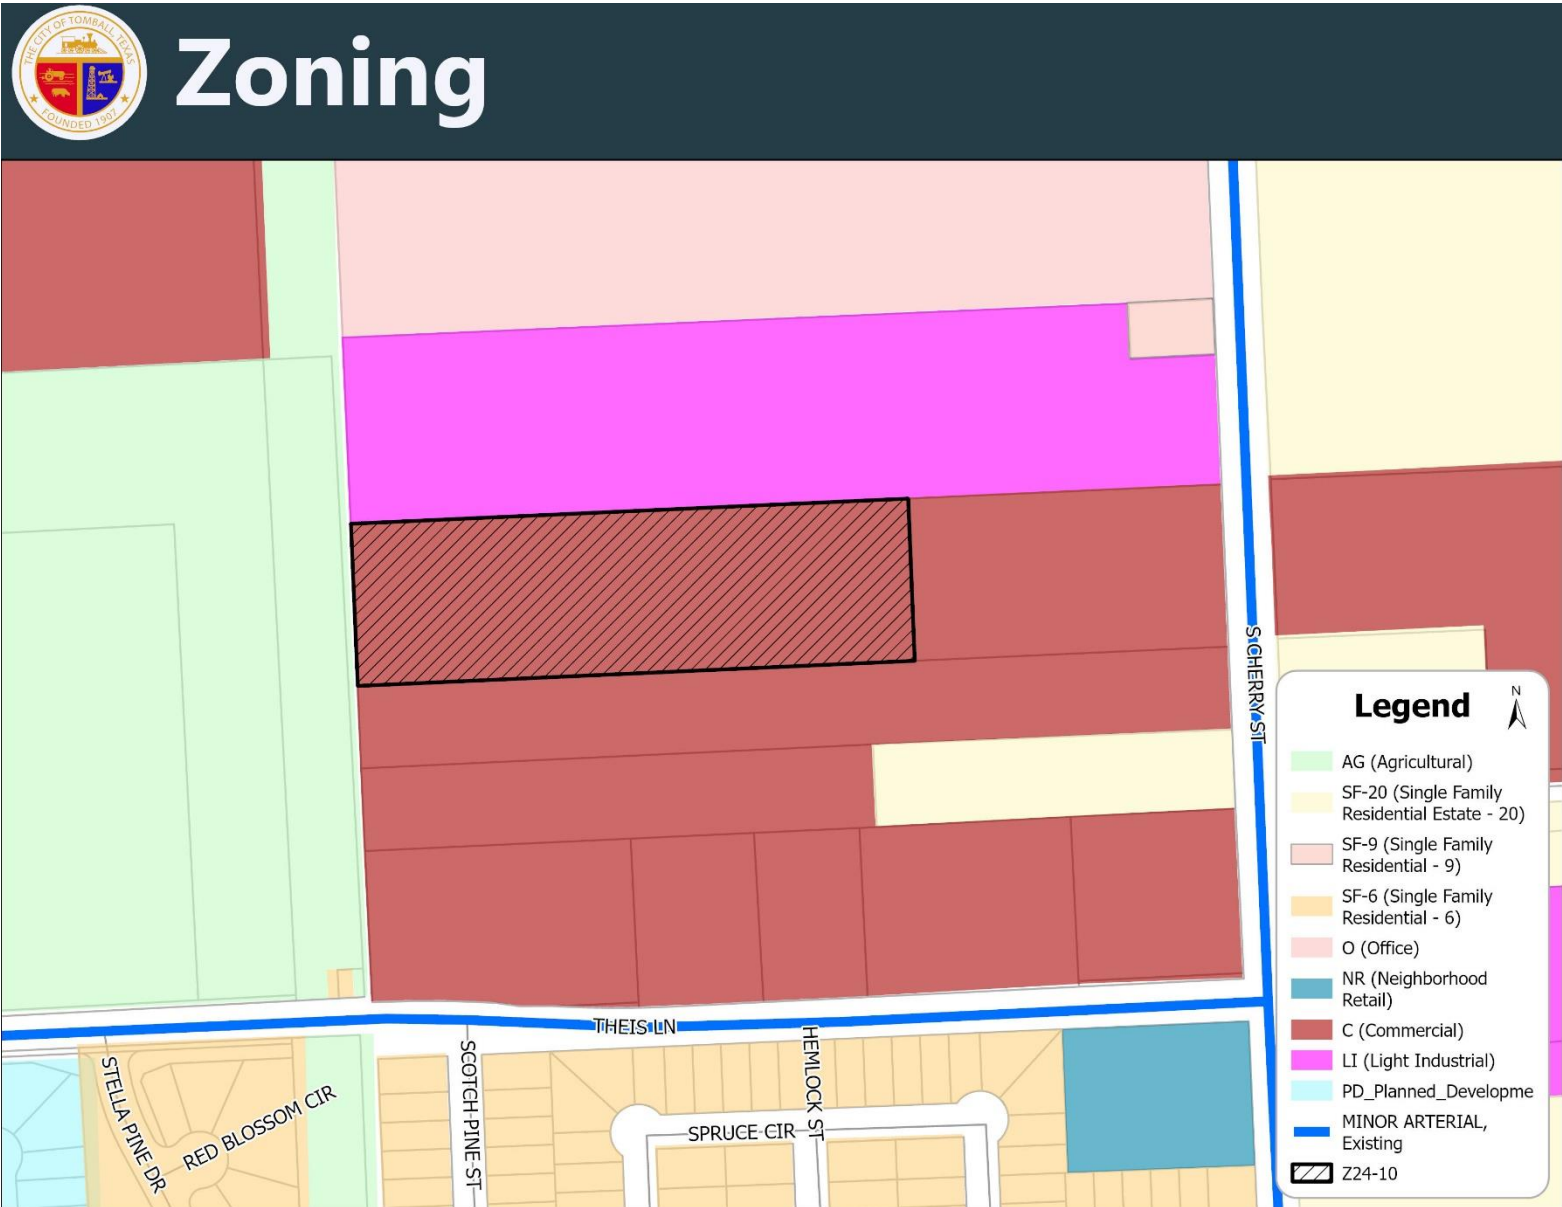 THE CITY OF TOMBALL, TEXAS
FOUNDED 1907
Zoning
S CHERRY ST
THEIS LN
STELLA PINE DR
RED BLOSSOM CIR
SCOTCH PINE ST
HEMLOCK ST
SPRUCE CIR
Legend
N
AG (Agricultural)
SF-20 (Single Family
Residential Estate - 20)
SF-9 (Single Family
Residential - 9)
SF-6 (Single Family
Residential - 6)
O (Office)
NR (Neighborhood
Retail)
C (Commercial)
LI (Light Industrial)
PD_Planned_Developme
MINOR ARTERIAL,
Existing
Z24-10